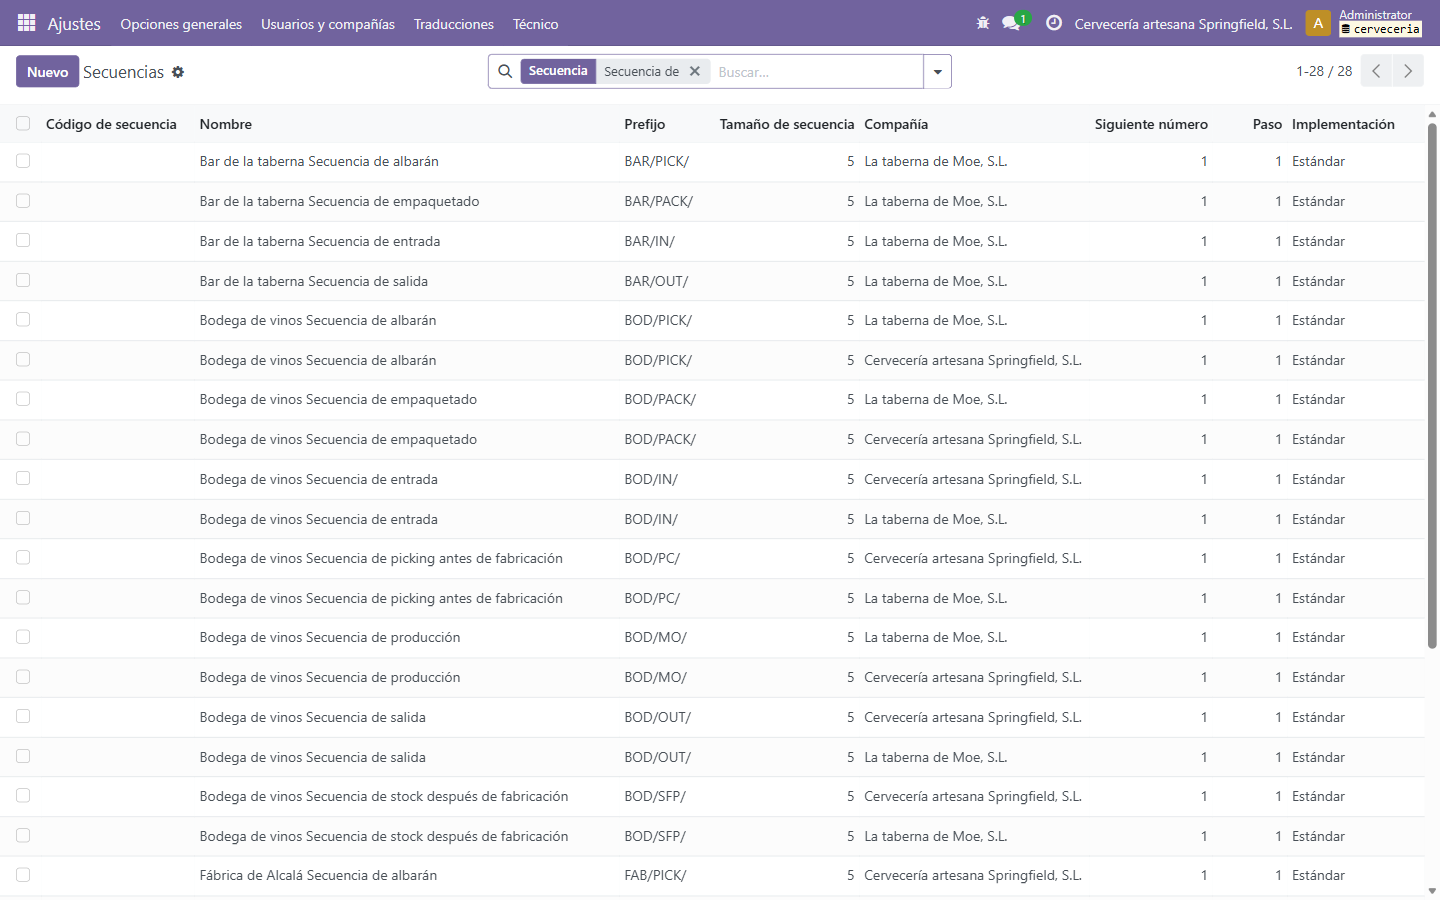 Ajustes Opciones generales Usuarios y compañías Traducciones Técnico 1 Cervecería artesana Springfield, S.L. A Administrator
cerveceria
Nuevo Secuencias Secuencia Secuencia de Buscar... 1-28 / 28
Código de secuencia Nombre Prefijo Tamaño de secuencia Compañía Siguiente número Paso Implementación
Bar de la taberna Secuencia de albarán BAR/PICK/ 5 La taberna de Moe, S.L. 1 1 Estándar
Bar de la taberna Secuencia de empaquetado BAR/PACK/ 5 La taberna de Moe, S.L. 1 1 Estándar
Bar de la taberna Secuencia de entrada BAR/IN/ 5 La taberna de Moe, S.L. 1 1 Estándar
Bar de la taberna Secuencia de salida BAR/OUT/ 5 La taberna de Moe, S.L. 1 1 Estándar
Bodega de vinos Secuencia de albarán BOD/PICK/ 5 La taberna de Moe, S.L. 1 1 Estándar
Bodega de vinos Secuencia de albarán BOD/PICK/ 5 Cervecería artesana Springfield, S.L. 1 1 Estándar
Bodega de vinos Secuencia de empaquetado BOD/PACK/ 5 La taberna de Moe, S.L. 1 1 Estándar
Bodega de vinos Secuencia de empaquetado BOD/PACK/ 5 Cervecería artesana Springfield, S.L. 1 1 Estándar
Bodega de vinos Secuencia de entrada BOD/IN/ 5 Cervecería artesana Springfield, S.L. 1 1 Estándar
Bodega de vinos Secuencia de entrada BOD/IN/ 5 La taberna de Moe, S.L. 1 1 Estándar
Bodega de vinos Secuencia de picking antes de fabricación BOD/PC/ 5 Cervecería artesana Springfield, S.L. 1 1 Estándar
Bodega de vinos Secuencia de picking antes de fabricación BOD/PC/ 5 La taberna de Moe, S.L. 1 1 Estándar
Bodega de vinos Secuencia de producción BOD/MO/ 5 La taberna de Moe, S.L. 1 1 Estándar
Bodega de vinos Secuencia de producción BOD/MO/ 5 Cervecería artesana Springfield, S.L. 1 1 Estándar
Bodega de vinos Secuencia de salida BOD/OUT/ 5 Cervecería artesana Springfield, S.L. 1 1 Estándar
Bodega de vinos Secuencia de salida BOD/OUT/ 5 La taberna de Moe, S.L. 1 1 Estándar
Bodega de vinos Secuencia de stock después de fabricación BOD/SFP/ 5 Cervecería artesana Springfield, S.L. 1 1 Estándar
Bodega de vinos Secuencia de stock después de fabricación BOD/SFP/ 5 La taberna de Moe, S.L. 1 1 Estándar
Fábrica de Alcalá Secuencia de albarán FAB/PICK/ 5 Cervecería artesana Springfield, S.L. 1 1 Estándar